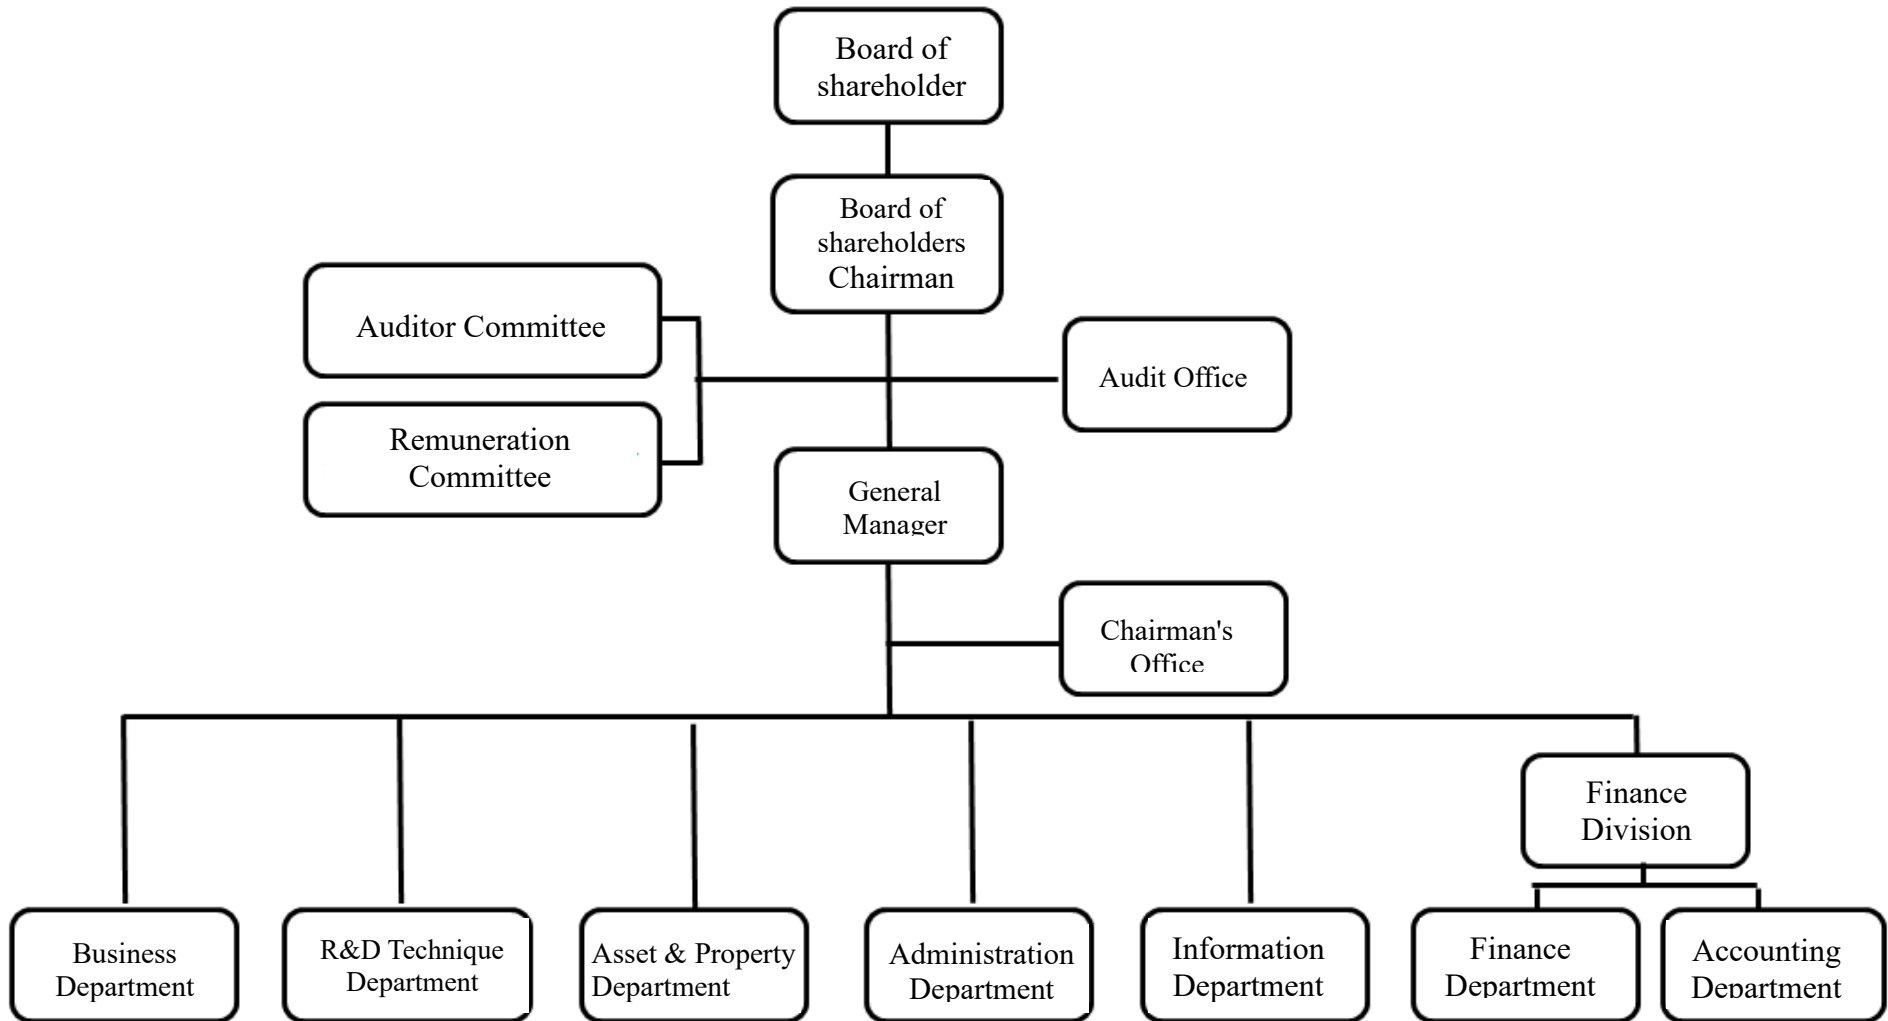 Board of
shareholder
Board of
shareholders
Chairman
Auditor Committee
Audit Office
Remuneration
Committee
General
Manager
Chairman's
Office
Finance
Division
Business
Department
R&D Technique
Department
Asset & Property
Department
Administration
Department
Information
Department
Finance
Department
Accounting
Department